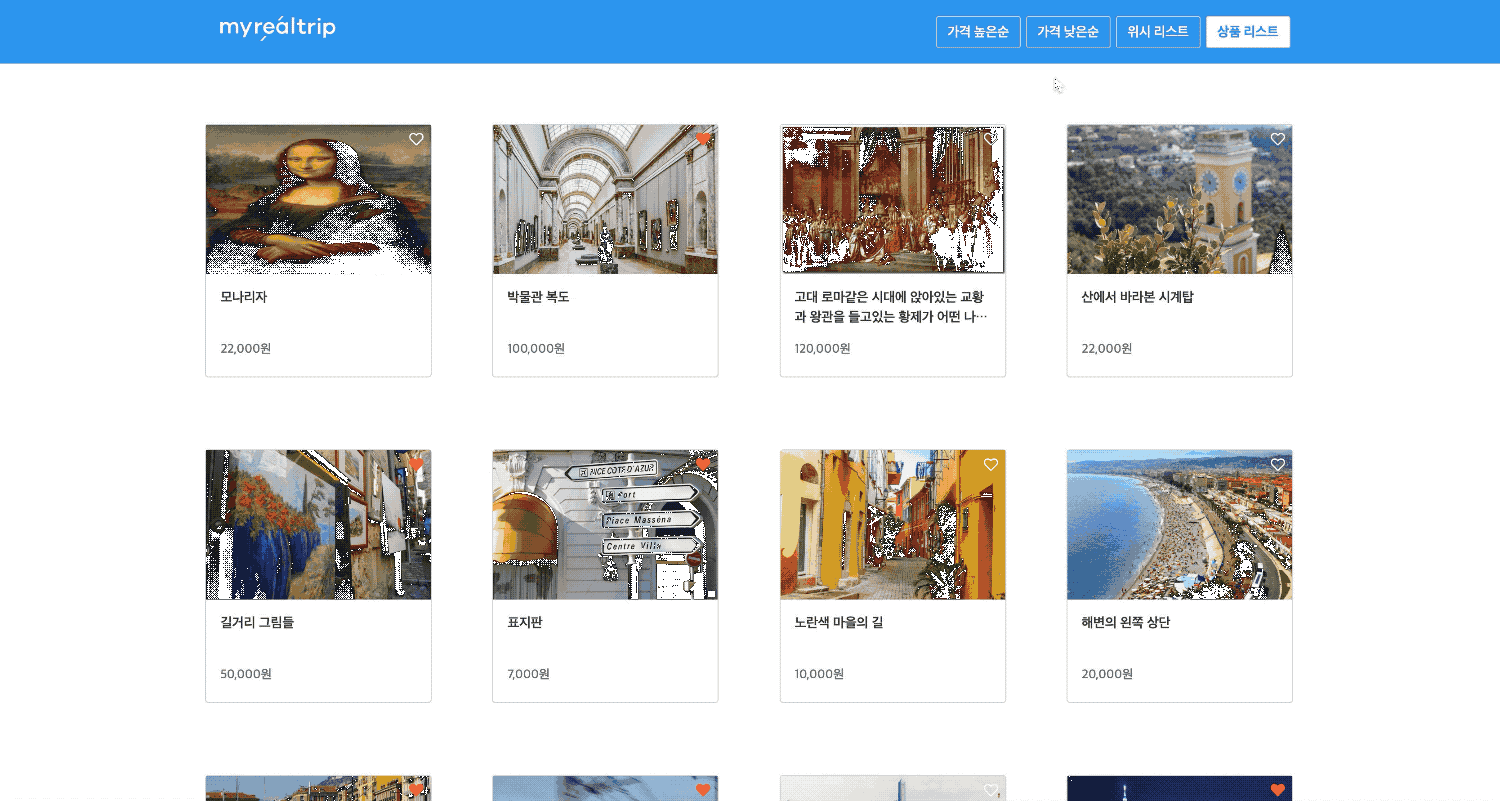 myreáltrip
가격 높은순
가격 낮은순
위시 리스트
상품 리스트
모나리자
22,000원
박물관 복도
100,000원
고대 로마같은 시대에 앉아있는 교황
과 왕관을 들고있는 황제가 어떤 나…
120,000원
산에서 바라본 시계탑
22,000원
길거리 그림들
50,000원
NICE COTE D'AZUR
Port
Place Masséna
Centre Ville
표지판
7,000원
노란색 마을의 길
10,000원
해변의 왼쪽 상단
20,000원